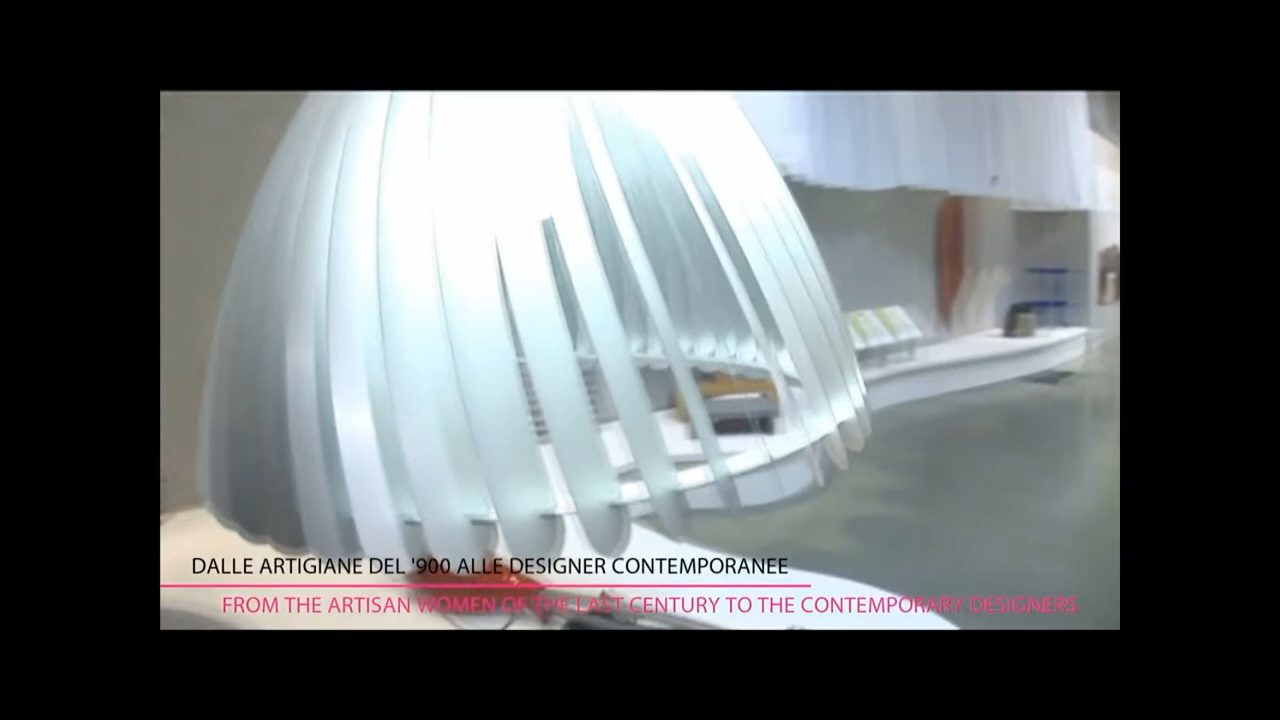 DALLE ARTIGIANE DEL '900 ALLE DESIGNER CONTEMPORANEE
FROM THE ARTISAN WOMEN OF THE LAST CENTURY TO THE CONTEMPORARY DESIGNERS